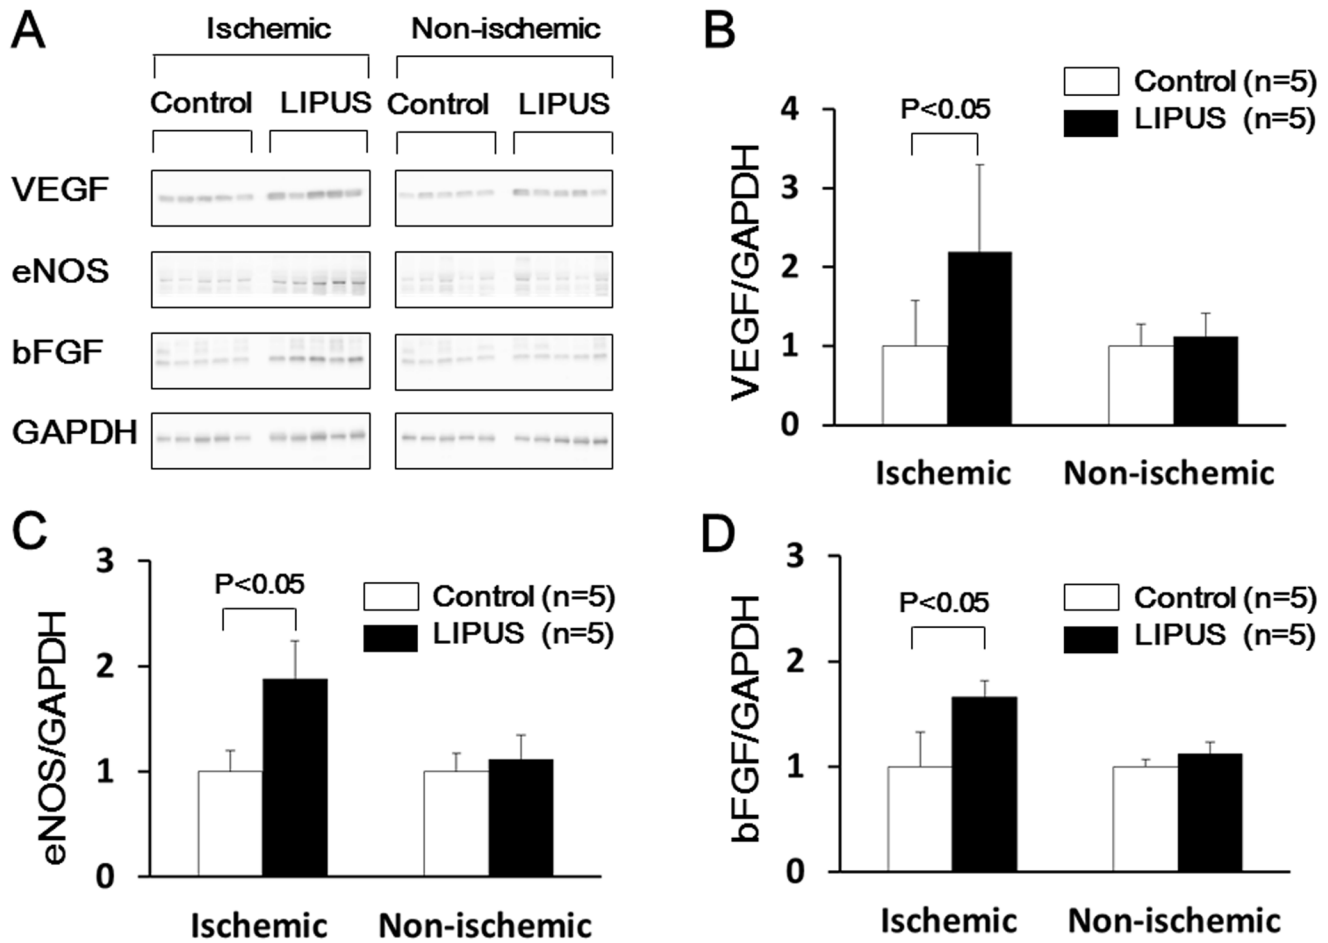 A
Ischemic Non-ischemic
Control LIPUS Control LIPUS
VEGF
eNOS
bFGF
GAPDH
B
Control (n=5)
LIPUS (n=5)
P<0.05
VEGF/GAPDH
4
3
2
1
0
Ischemic Non-ischemic
C
Control (n=5)
LIPUS (n=5)
P<0.05
eNOS/GAPDH
3
2
1
0
Ischemic Non-ischemic
D
Control (n=5)
LIPUS (n=5)
P<0.05
bFGF/GAPDH
3
2
1
0
Ischemic Non-ischemic